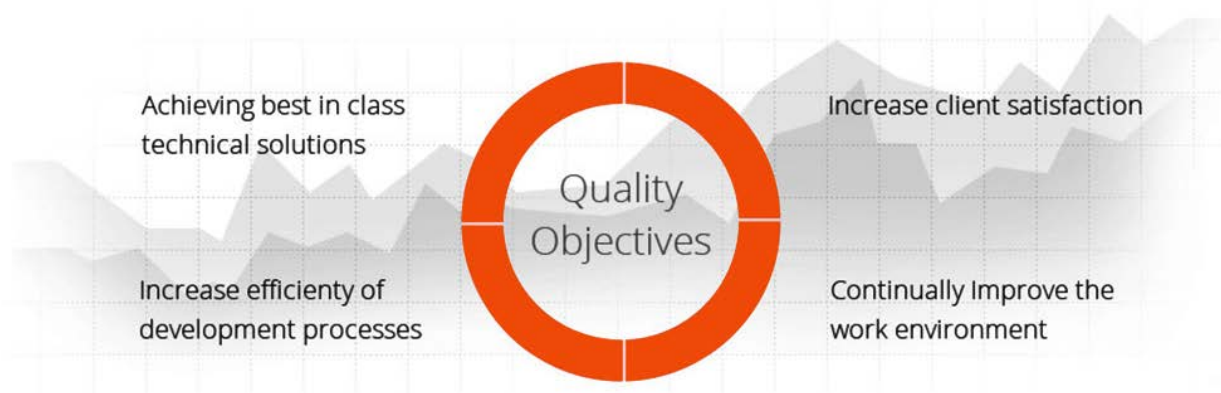 Achieving best in class
technical solutions
Increase client satisfaction
Quality
Objectives
Increase efficienty of
development processes
Continually Improve the
work environment